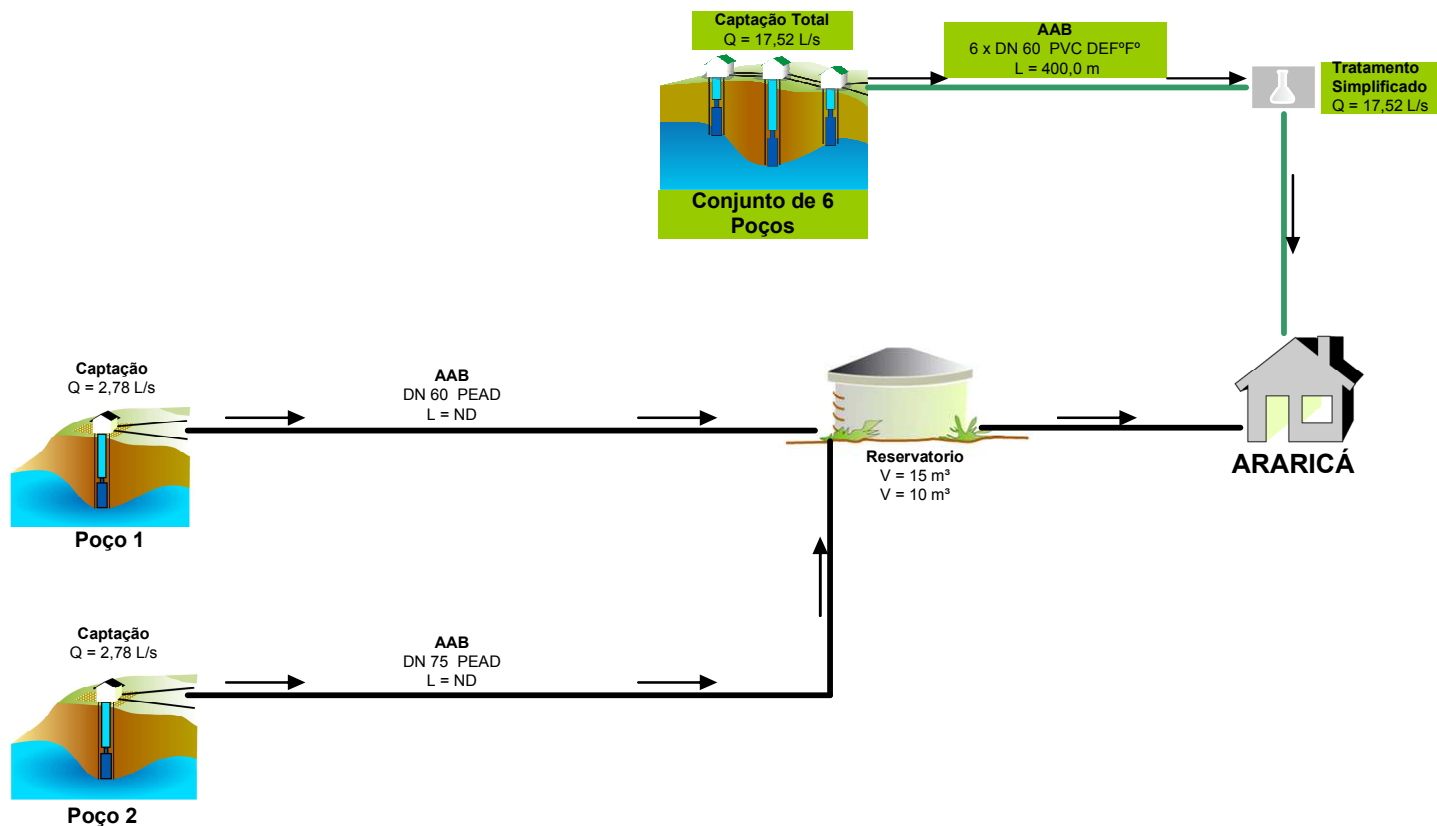 Captação Total
Q = 17,52 L/s
AAB
6 x DN 60 PVC DEFºFº
L = 400,0 m
Tratamento
Simplificado
Q = 17,52 L/s
Conjunto de 6
Poços
Captação
Q = 2,78 L/s
AAB
DN 60 PEAD
L = ND
Poço 1
Reservatorio
V = 15 m³
V = 10 m³
ARARICÁ
Captação
Q = 2,78 L/s
AAB
DN 75 PEAD
L = ND
Poço 2